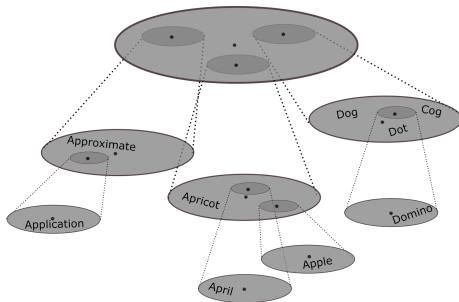 Dog
Cog
Dot
Approximate
Apricot
Domino
Application
Apple
April